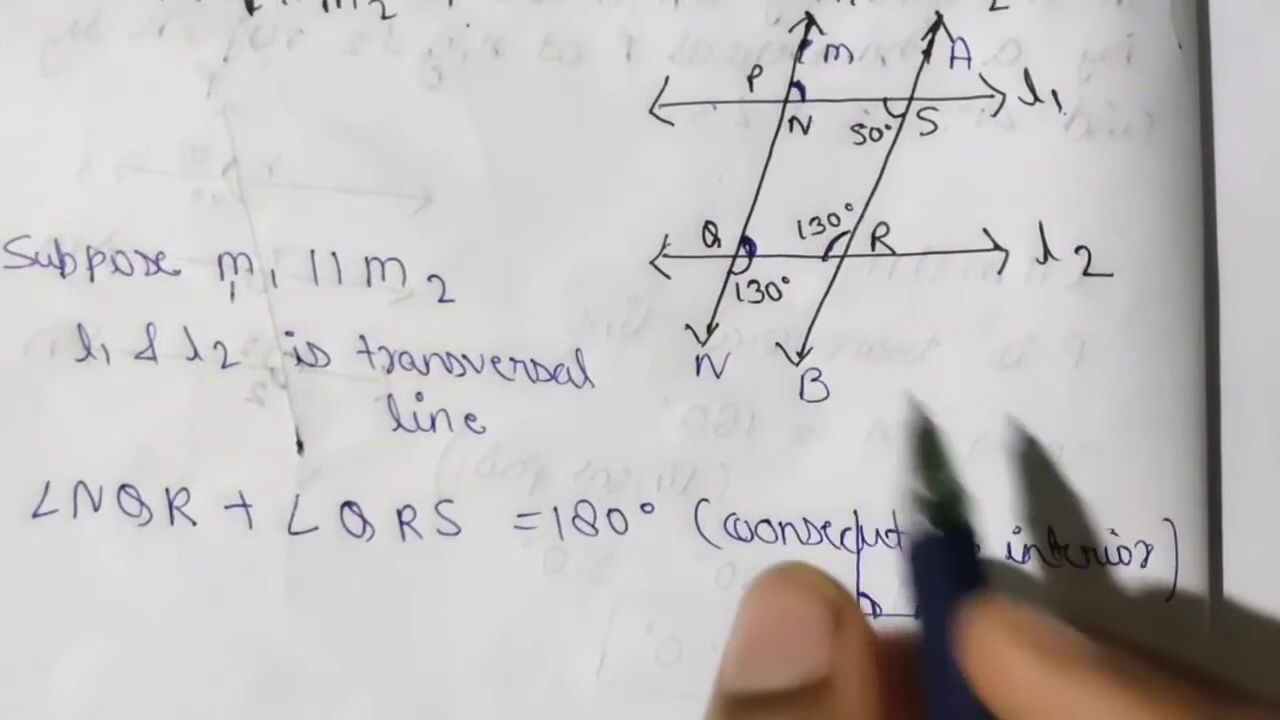 m
A
P
l₁
N
50°
S
Q
130°
R
l₂
130°
N
B
Suppose m₁ || m₂
l₁ & l₂ is transversal
line
∠NQR + ∠QRS = 180° (consecut interior)